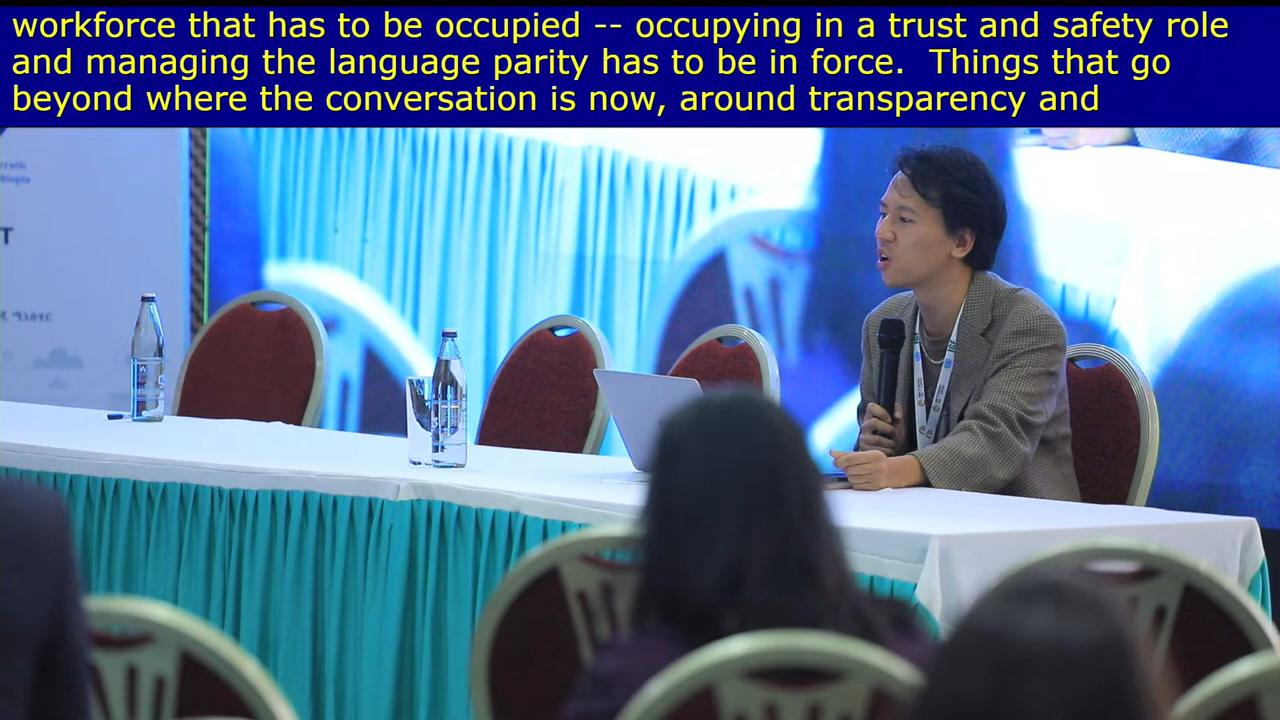 workforce that has to be occupied -- occupying in a trust and safety role
and managing the language parity has to be in force.  Things that go
beyond where the conversation is now, around transparency and